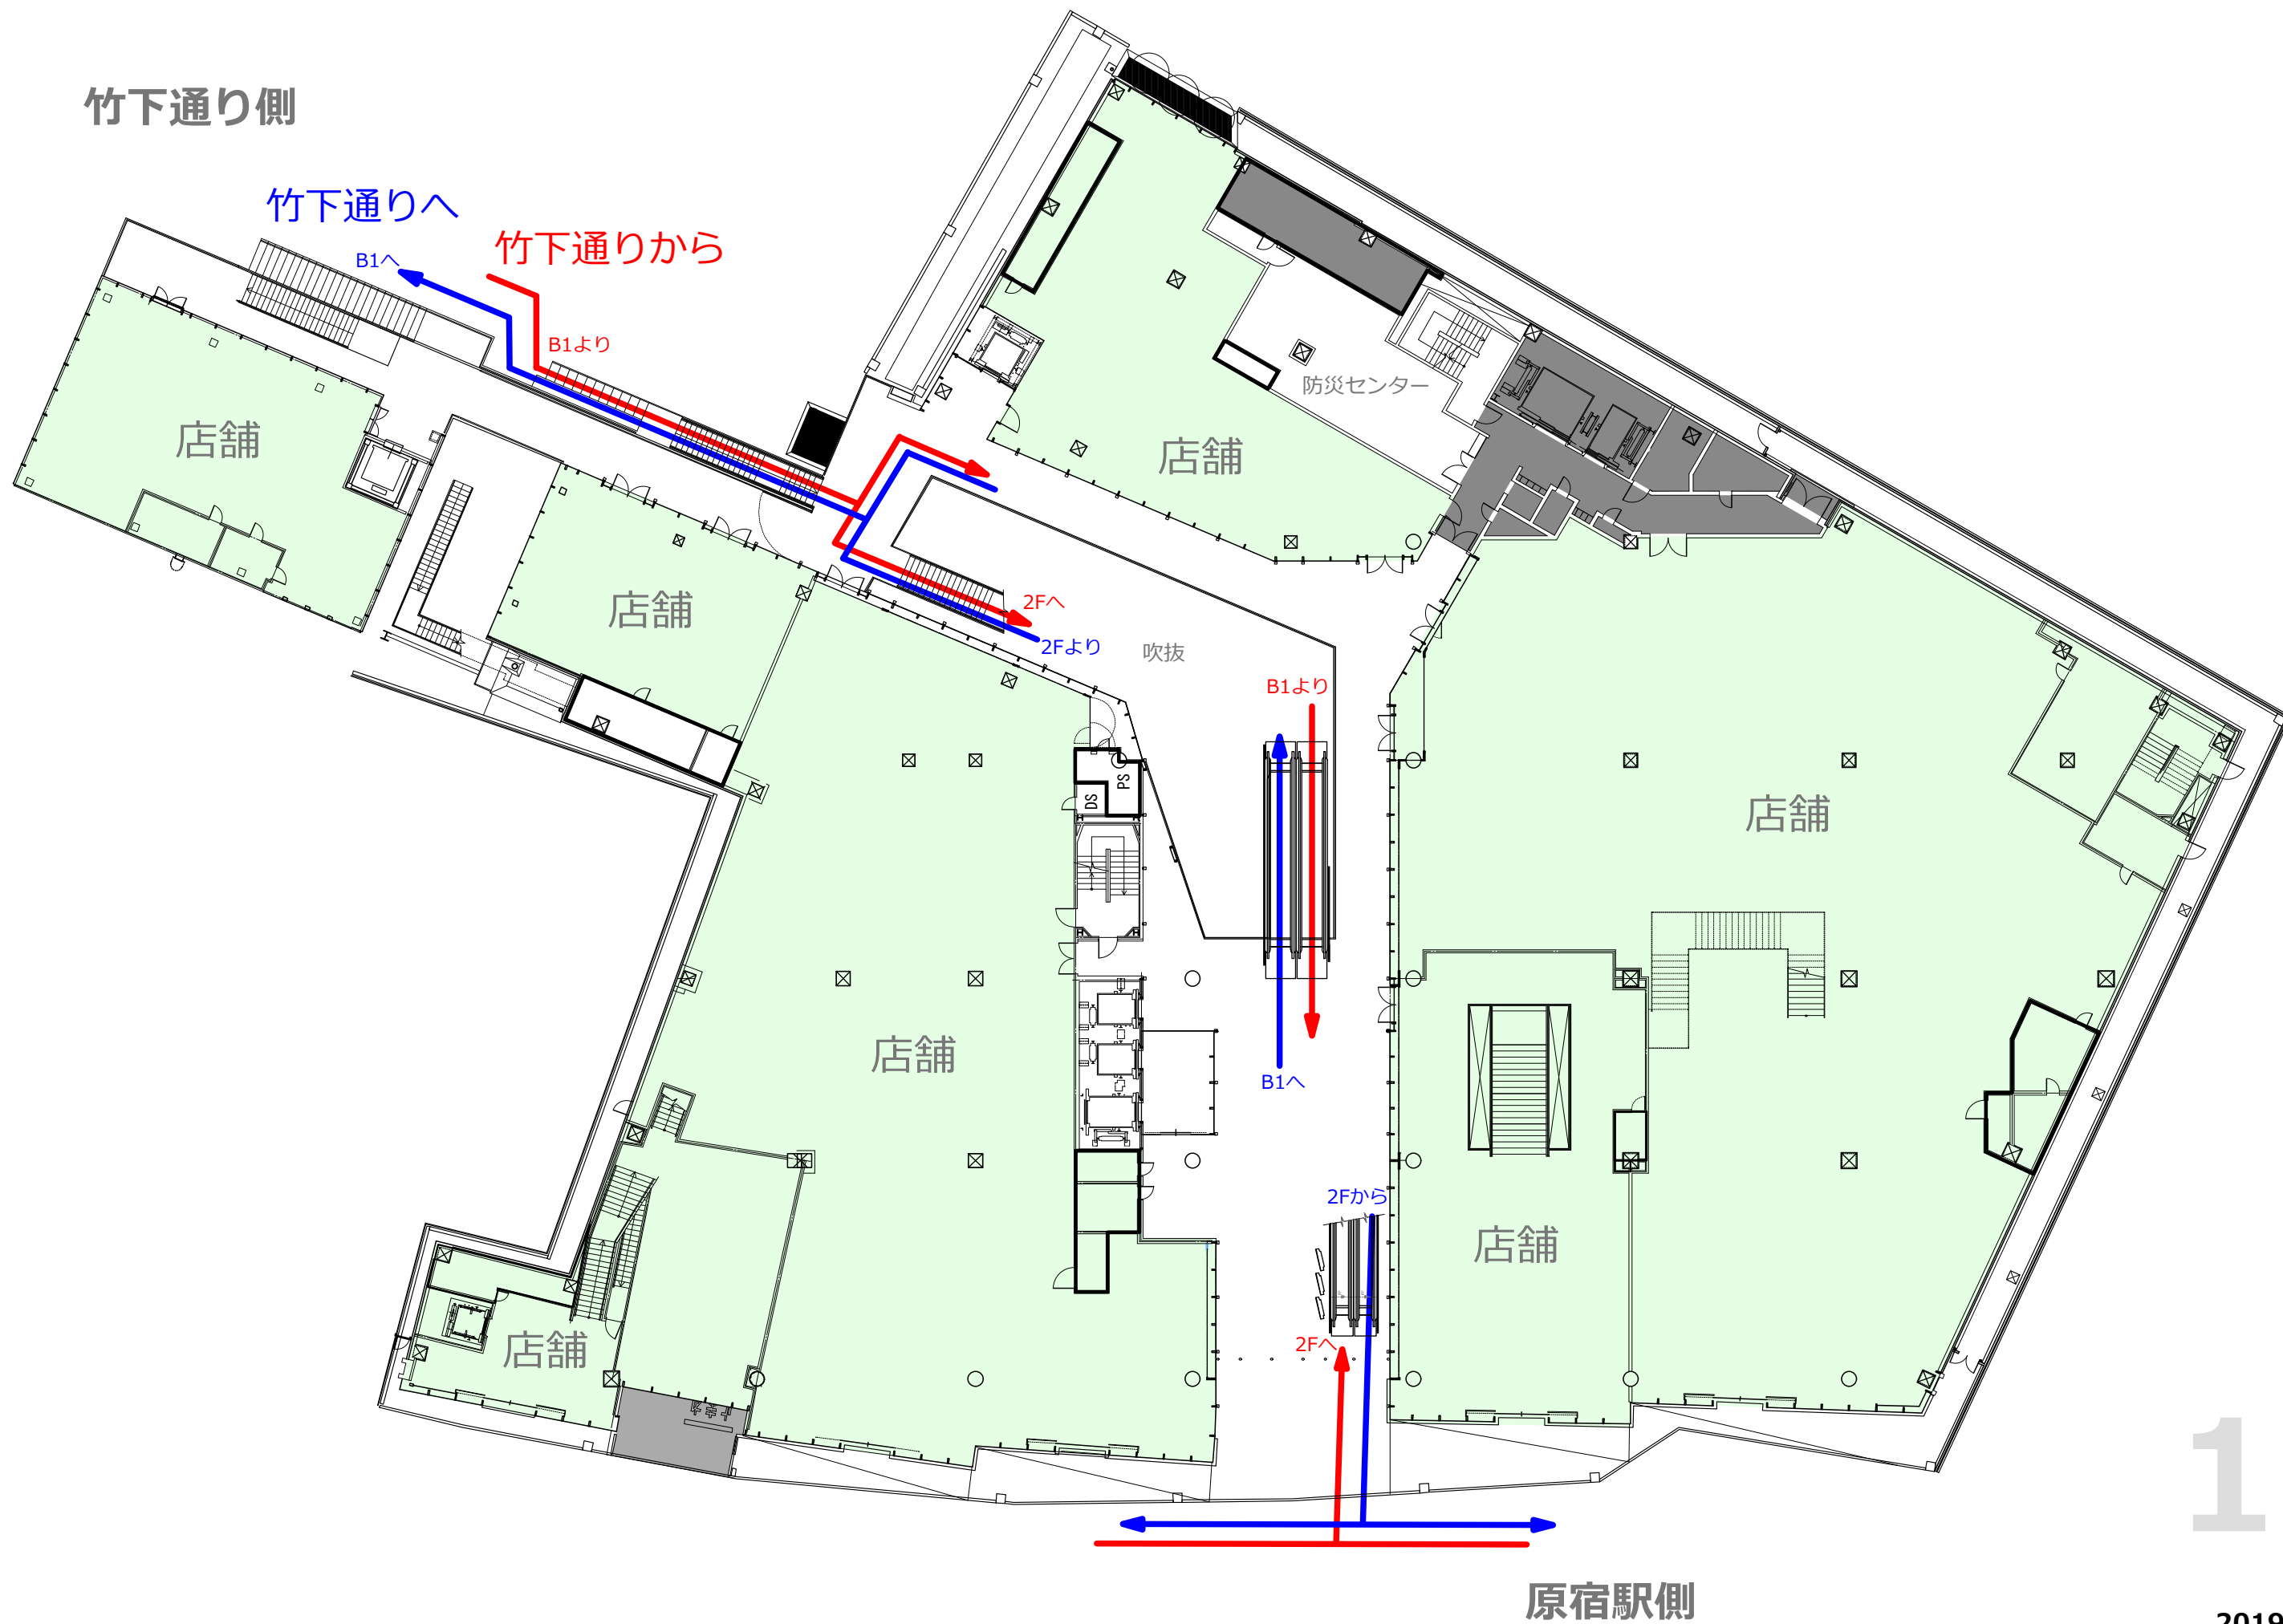 竹下通り側
竹下通りへ
竹下通りから
B1へ
B1より
防災センター
店舗
店舗
店舗
2Fへ
2Fより
吹抜
B1より
PS
DS
店舗
店舗
B1へ
2Fから
店舗
2Fへ
店舗
1
原宿駅側
2019